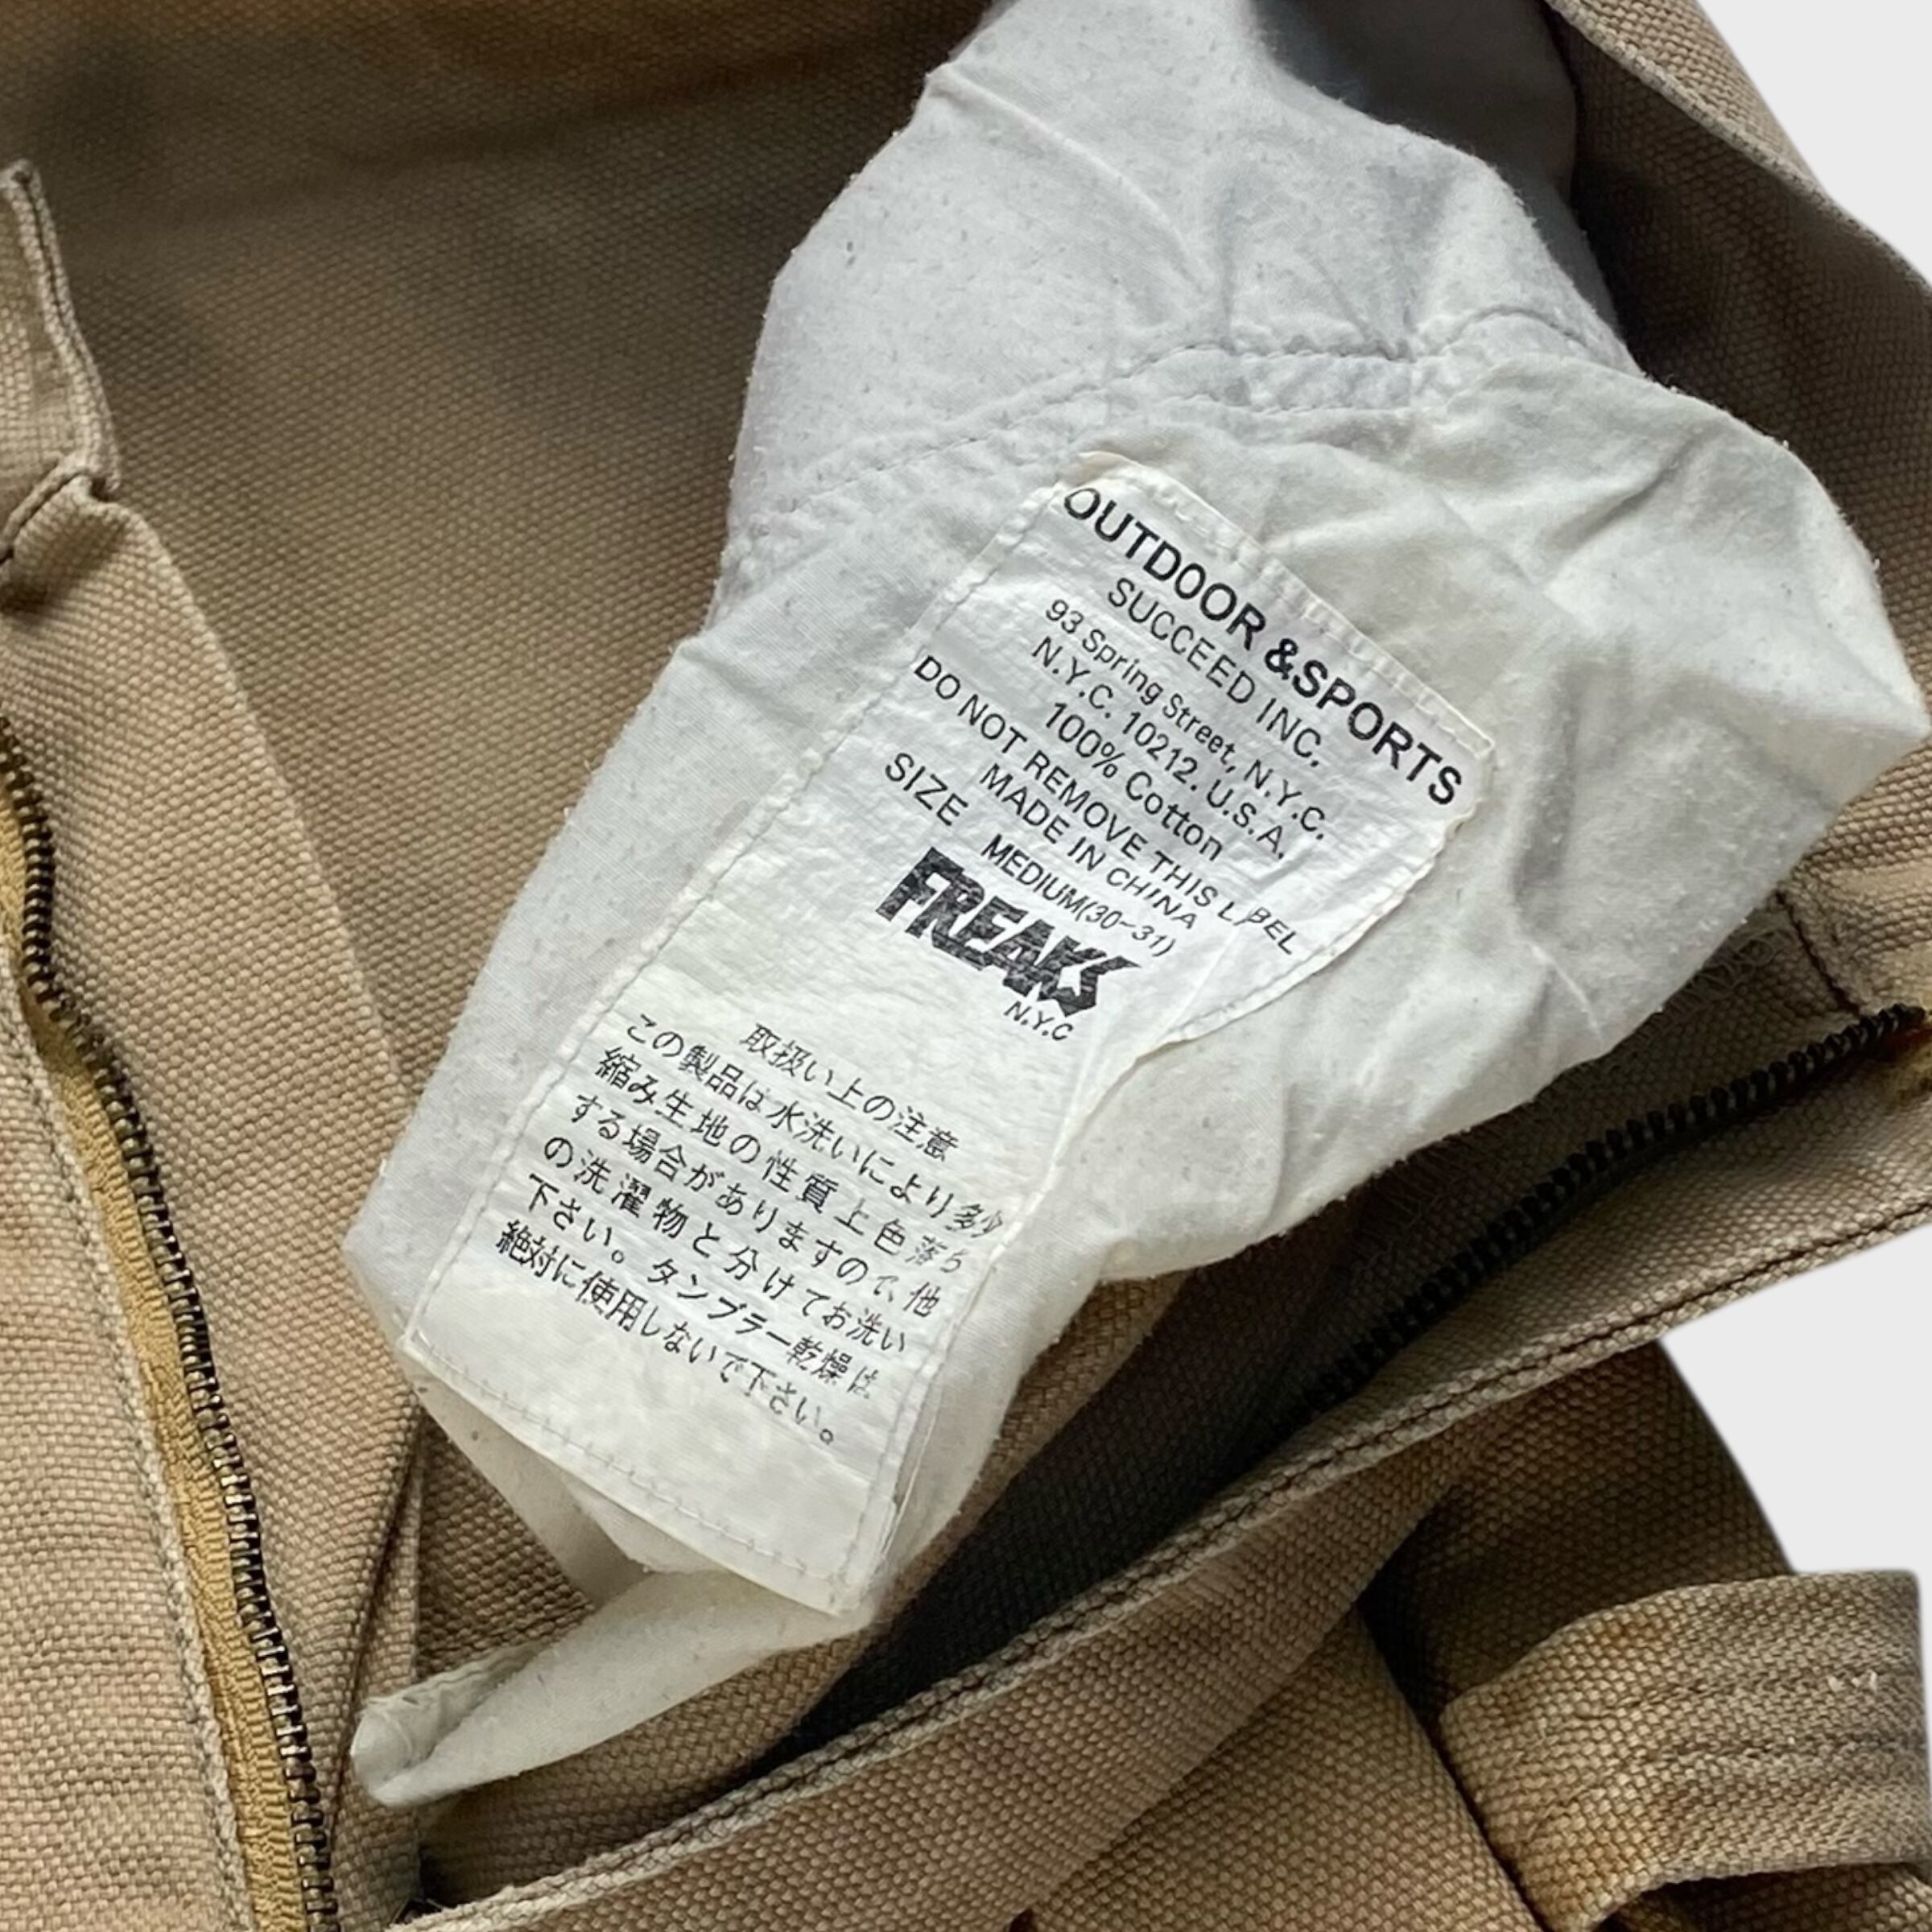 OUTDOOR &SPORTS
SUCCEED INC.
93 Spring Street, N.Y.C.
N.Y.C. 10212. U.S.A.
100% Cotton
DO NOT REMOVE THIS LABEL
MADE IN CHINA
SIZE MEDIUM(30-31)
FREAKS
N.Y.C
取扱い上の注意
この製品は水洗いにより多少
縮み生地の性質上色落ち
する場合がありますので、他
の洗濯物と分けてお洗い
下さい。タンブラー乾燥は
絶対に使用しないで下さい。